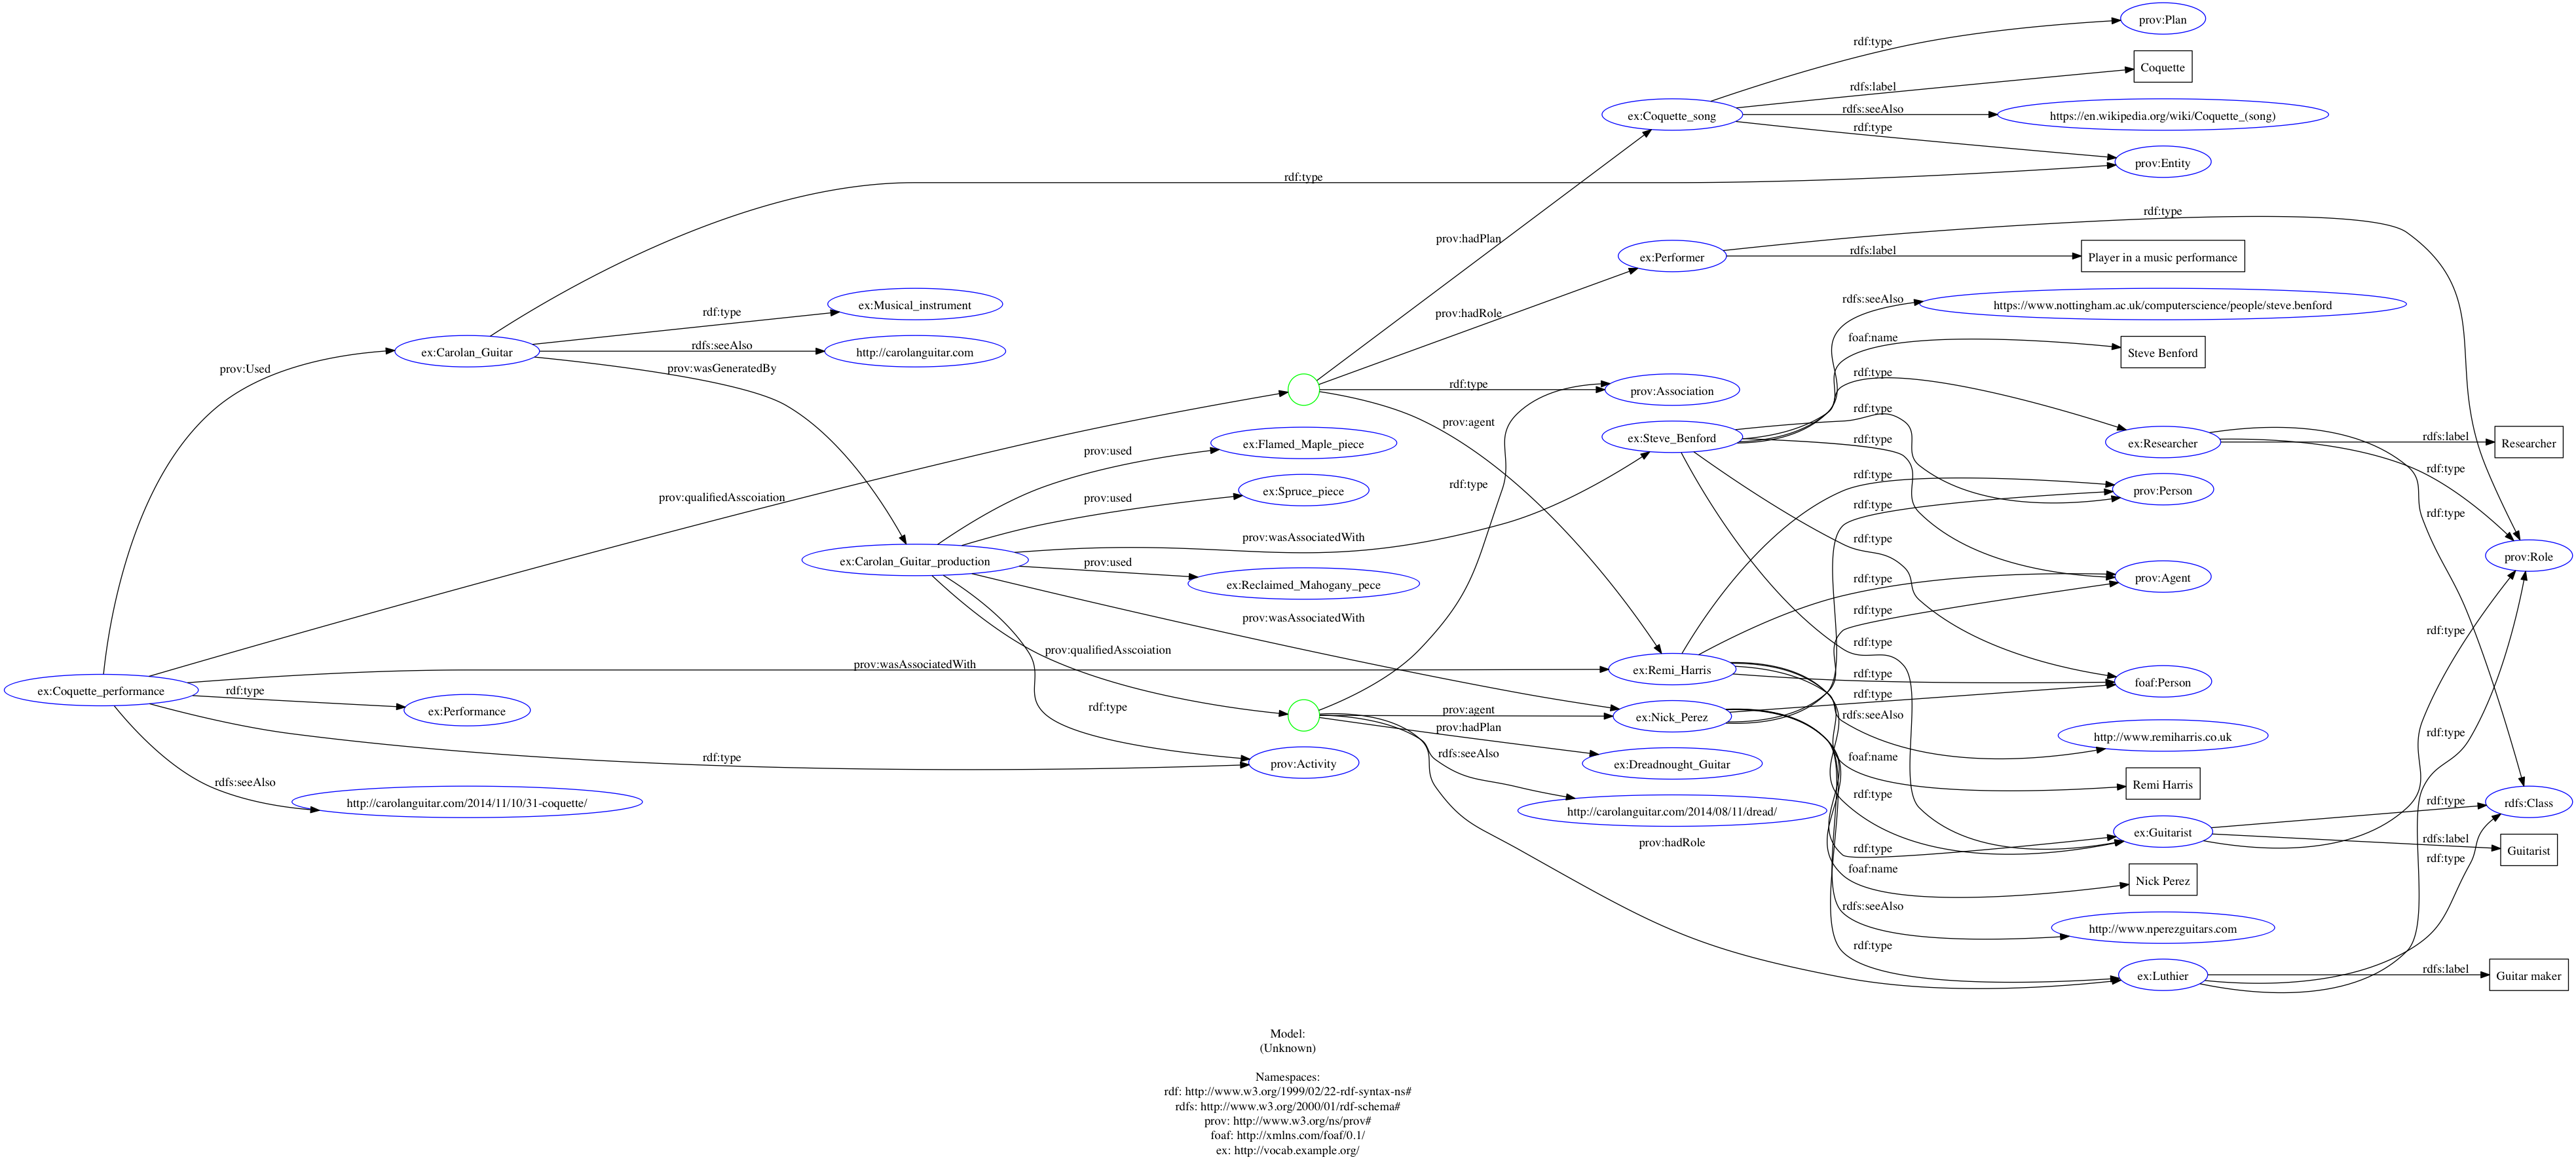 prov:Plan
rdf:type
Coquette
rdfs:label
ex:Coquette_song
rdfs:seeAlso
https://en.wikipedia.org/wiki/Coquette_(song)
rdf:type
prov:Entity
rdf:type
rdf:type
prov:hadPlan
ex:Performer
rdfs:label
Player in a music performance
ex:Musical_instrument
rdf:type
prov:hadRole
rdfs:seeAlso
https://www.nottingham.ac.uk/computerscience/people/steve.benford
ex:Carolan_Guitar
rdfs:seeAlso
http://carolanguitar.com
foaf:name
Steve Benford
prov:Used
prov:wasGeneratedBy
rdf:type
rdf:type
prov:Association
rdf:type
prov:agent
ex:Steve_Benford
rdf:type
ex:Researcher
rdfs:label
Researcher
ex:Flamed_Maple_piece
prov:used
rdf:type
rdf:type
prov:qualifiedAsscoiation
prov:used
ex:Spruce_piece
rdf:type
rdf:type
prov:Person
rdf:type
rdf:type
prov:wasAssociatedWith
rdf:type
prov:Role
ex:Carolan_Guitar_production
prov:used
ex:Reclaimed_Mahogany_pece
rdf:type
prov:Agent
prov:wasAssociatedWith
rdf:type
rdf:type
prov:qualifiedAsscoiation
rdf:type
prov:wasAssociatedWith
ex:Remi_Harris
rdf:type
foaf:Person
ex:Coquette_performance
rdf:type
ex:Performance
rdf:type
prov:agent
ex:Nick_Perez
rdf:type
rdfs:seeAlso
prov:hadPlan
http://www.remiharris.co.uk
rdf:type
rdf:type
prov:Activity
rdfs:seeAlso
ex:Dreadnought_Guitar
foaf:name
Remi Harris
rdfs:seeAlso
http://carolanguitar.com/2014/11/10/31-coquette/
http://carolanguitar.com/2014/08/11/dread/
rdf:type
rdf:type
rdfs:Class
ex:Guitarist
rdfs:label
Guitarist
prov:hadRole
rdf:type
rdf:type
foaf:name
Nick Perez
rdfs:seeAlso
http://www.nperezguitars.com
rdf:type
ex:Luthier
rdfs:label
Guitar maker
Model:
(Unknown)
Namespaces:
rdf: http://www.w3.org/1999/02/22-rdf-syntax-ns#
rdfs: http://www.w3.org/2000/01/rdf-schema#
prov: http://www.w3.org/ns/prov#
foaf: http://xmlns.com/foaf/0.1/
ex: http://vocab.example.org/